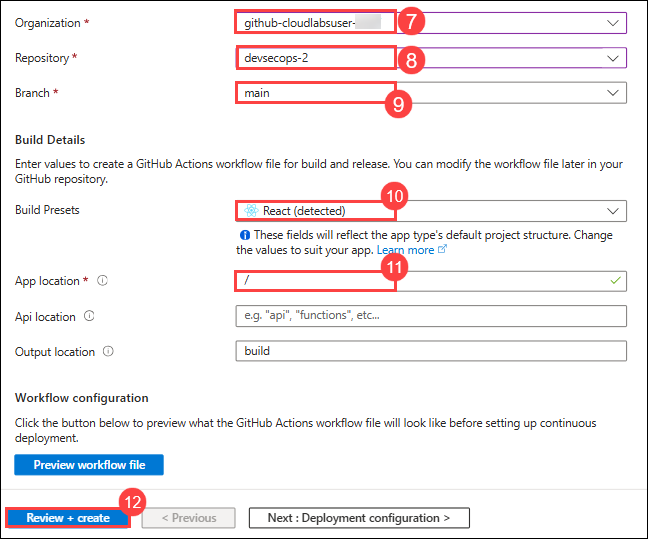 Organization * github-cloudlabsuser- 7
Repository * devsecops-2 8
Branch * main 9
Build Details
Enter values to create a GitHub Actions workflow file for build and release. You can modify the workflow file later in your
GitHub repository.
10
Build Presets React (detected)
These fields will reflect the app type's default project structure. Change
the values to suit your app. Learn more
11
App location * /
Api location e.g. "api", "functions", etc...
Output location build
Workflow configuration
Click the button below to preview what the GitHub Actions workflow file will look like before setting up continuous
deployment.
Preview workflow file
12
Review + create < Previous Next : Deployment configuration >